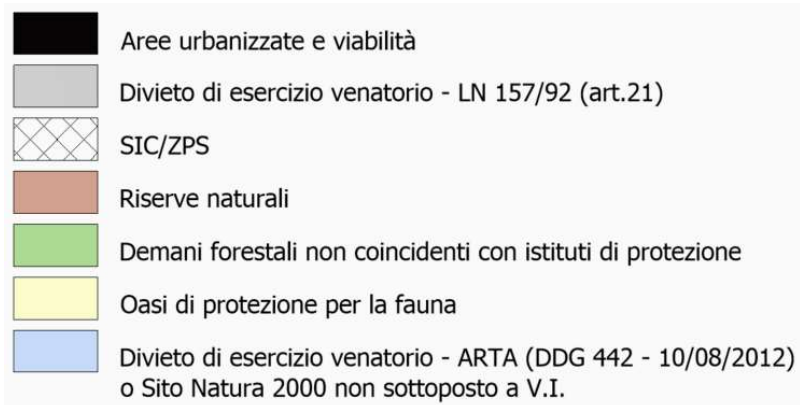 Aree urbanizzate e viabilità
Divieto di esercizio venatorio - LN 157/92 (art.21)
SIC/ZPS
Riserve naturali
Demani forestali non coincidenti con istituti di protezione
Oasi di protezione per la fauna
Divieto di esercizio venatorio - ARTA (DDG 442 - 10/08/2012)
o Sito Natura 2000 non sottoposto a V.I.